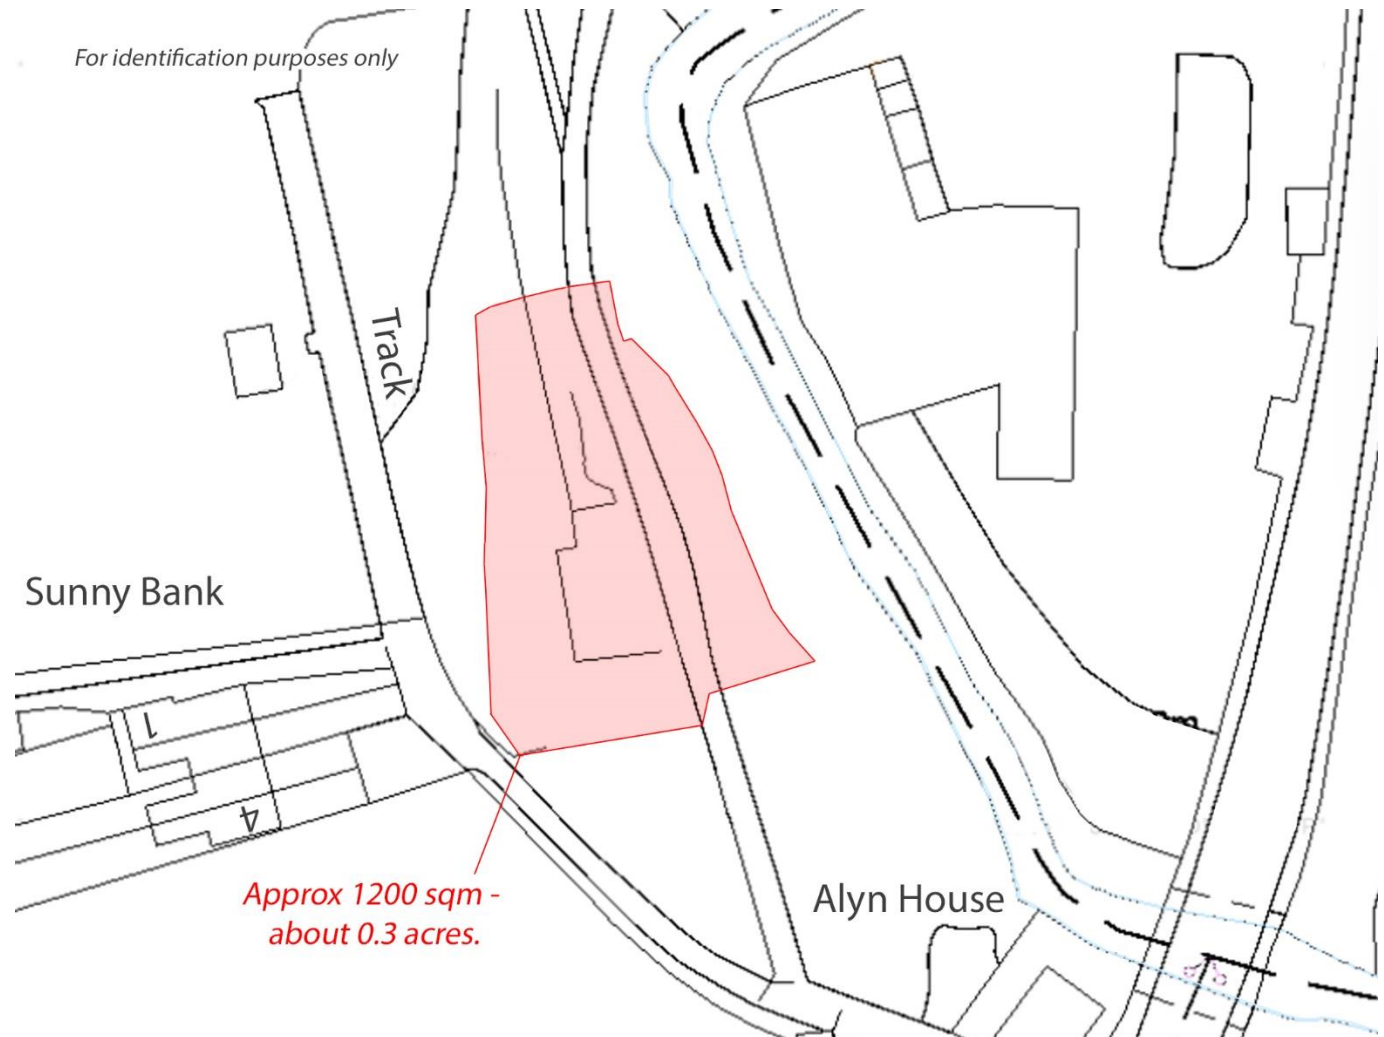 For identification purposes only
Track
Sunny Bank
1
4
Approx 1200 sqm -
about 0.3 acres.
Alyn House